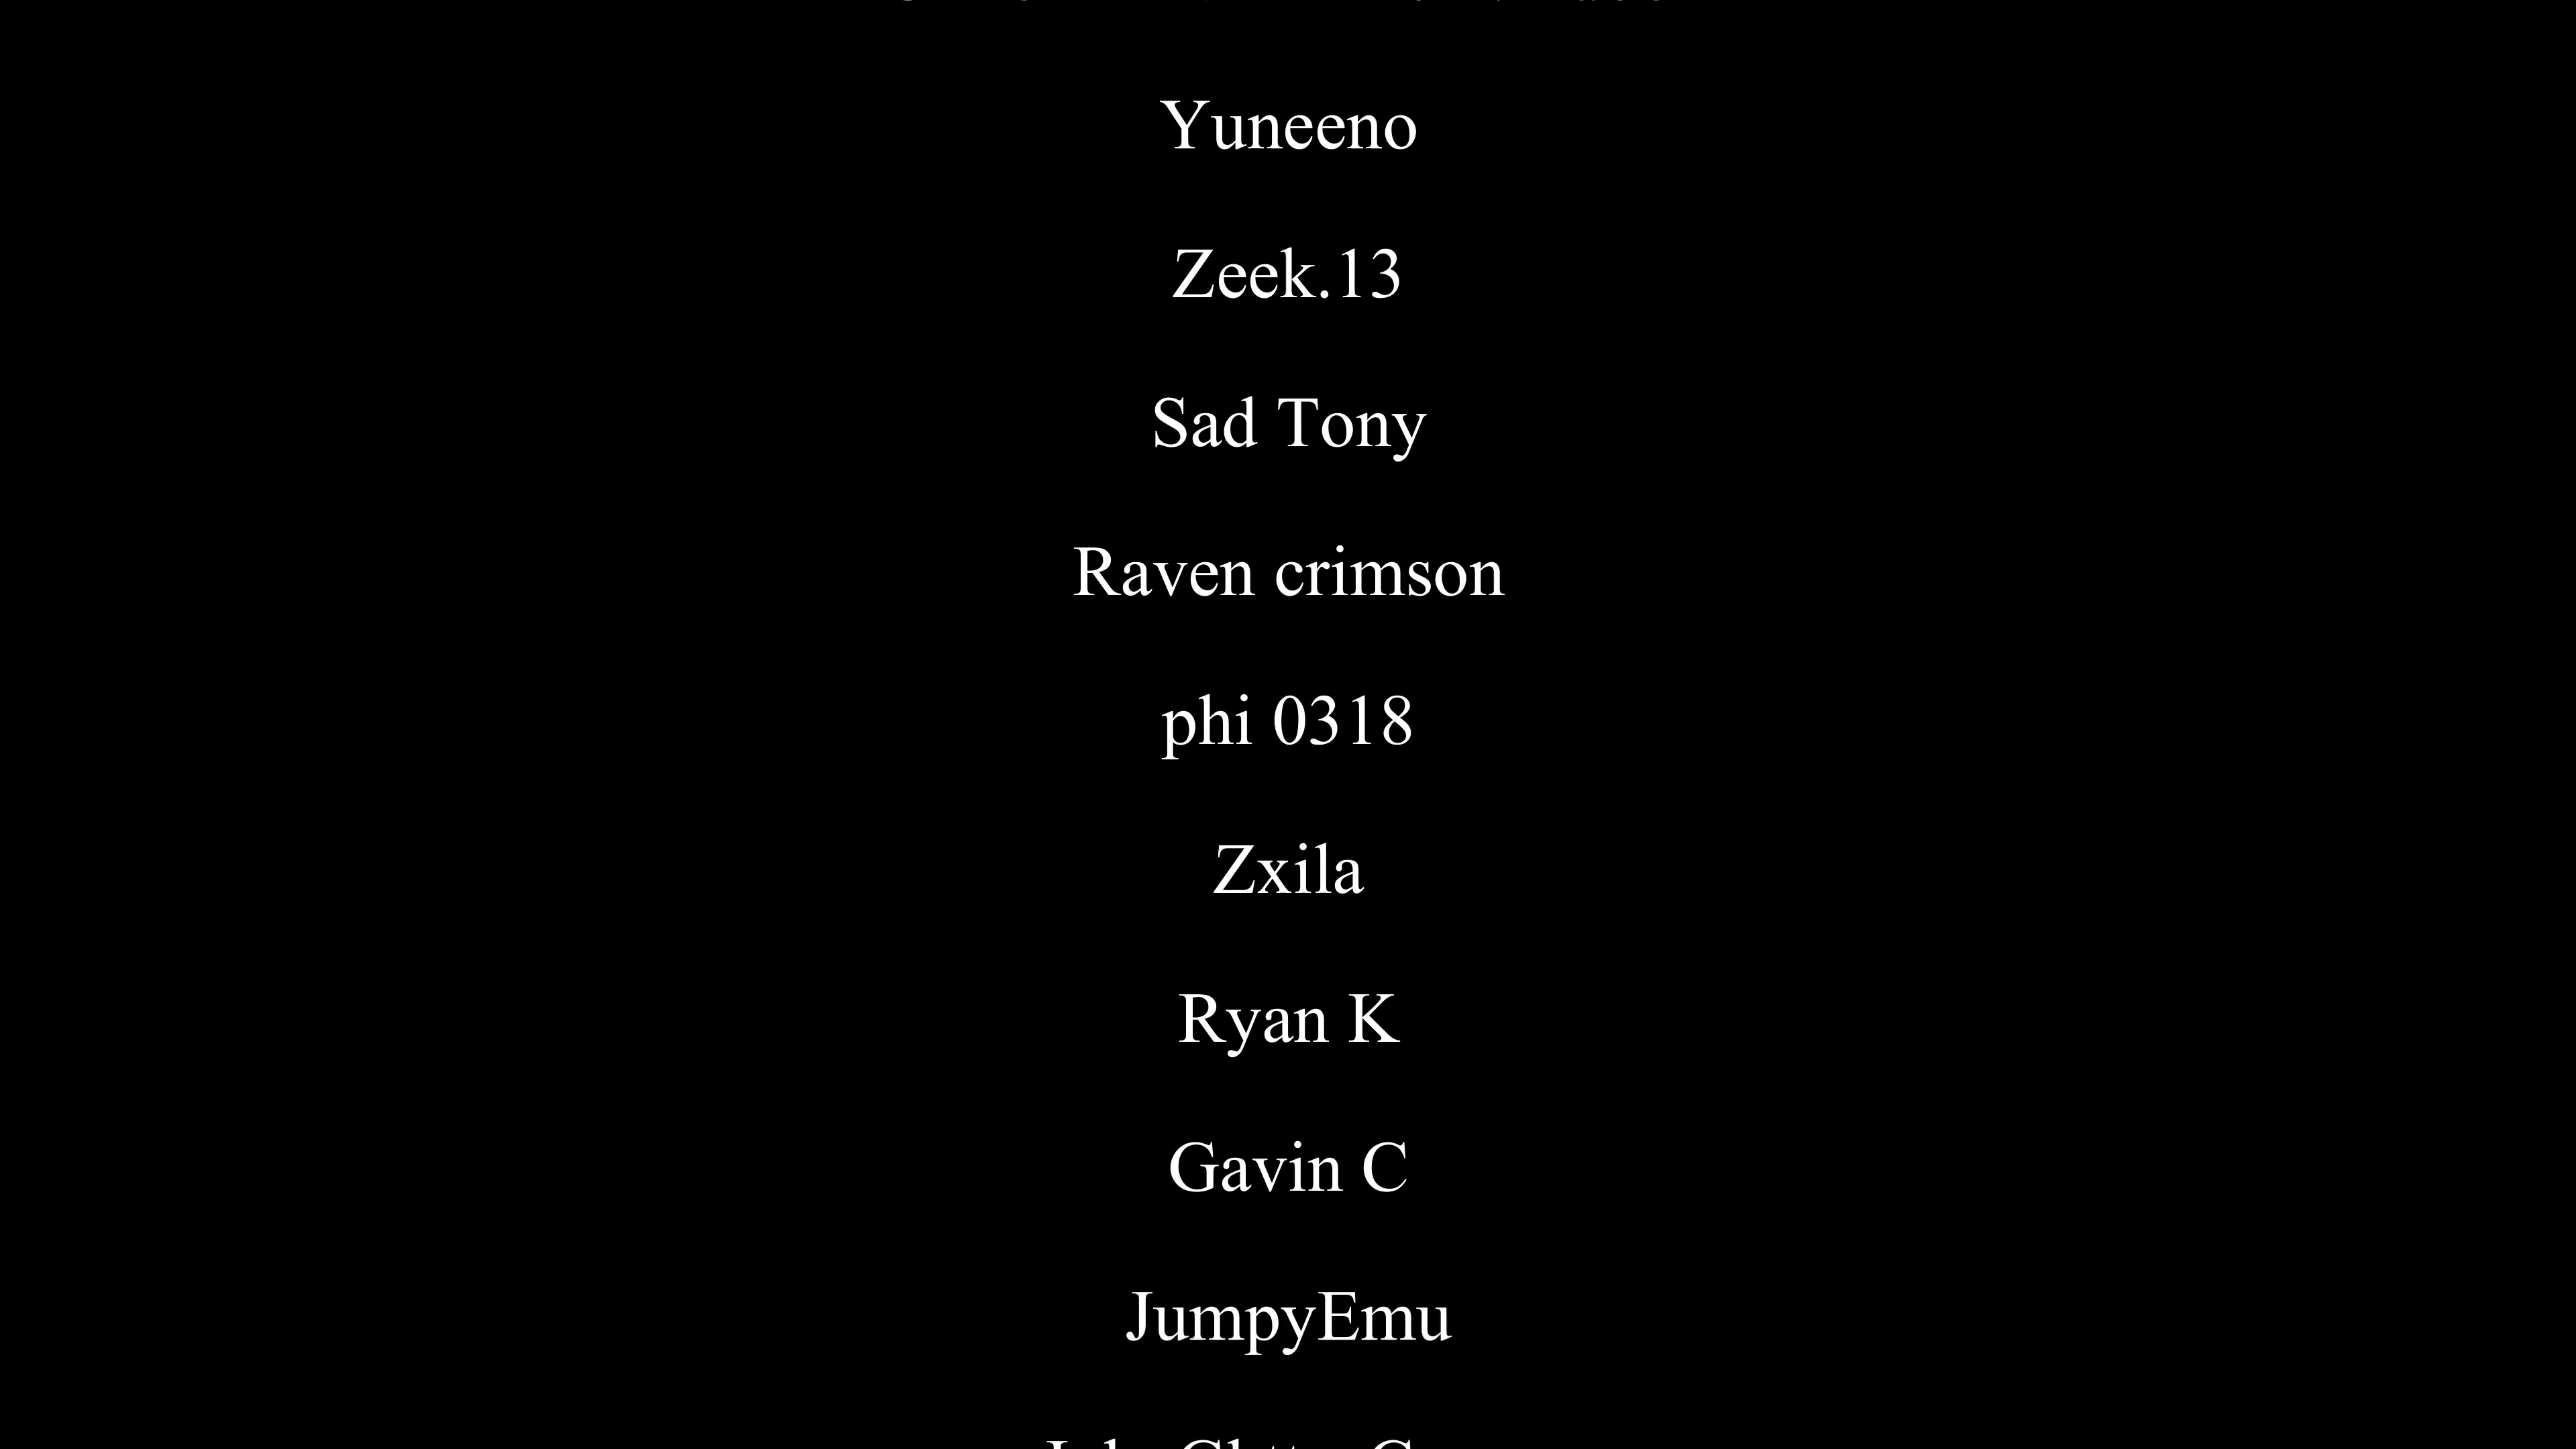 Yuneeno
Zeek.13
Sad Tony
Raven crimson
phi 0318
Zxila
Ryan K
Gavin C
JumpyEmu